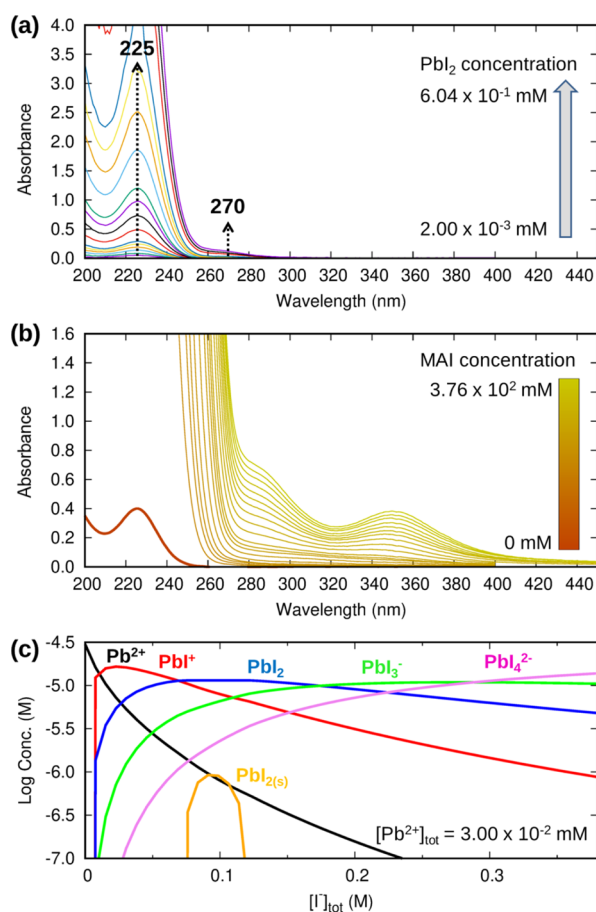 (a)
4.0
3.5
3.0
2.5
2.0
1.5
1.0
0.5
0.0
Absorbance
225
270
PbI₂ concentration
6.04 x 10⁻¹ mM
2.00 x 10⁻³ mM
200 220 240 260 280 300 320 340 360 380 400 420 440
Wavelength (nm)
(b)
1.6
1.4
1.2
1.0
0.8
0.6
0.4
0.2
0.0
Absorbance
MAI concentration
3.76 x 10² mM
0 mM
200 220 240 260 280 300 320 340 360 380 400 420 440
Wavelength (nm)
(c)
-4.5
-5.0
-5.5
-6.0
-6.5
-7.0
Log Conc. (M)
Pb²⁺
PbI⁺
PbI₂
PbI₃⁻
PbI₄²⁻
PbI₂₍ₛ₎
[Pb²⁺]tot = 3.00 x 10⁻² mM
0 0.1 0.2 0.3
[I⁻]tot (M)